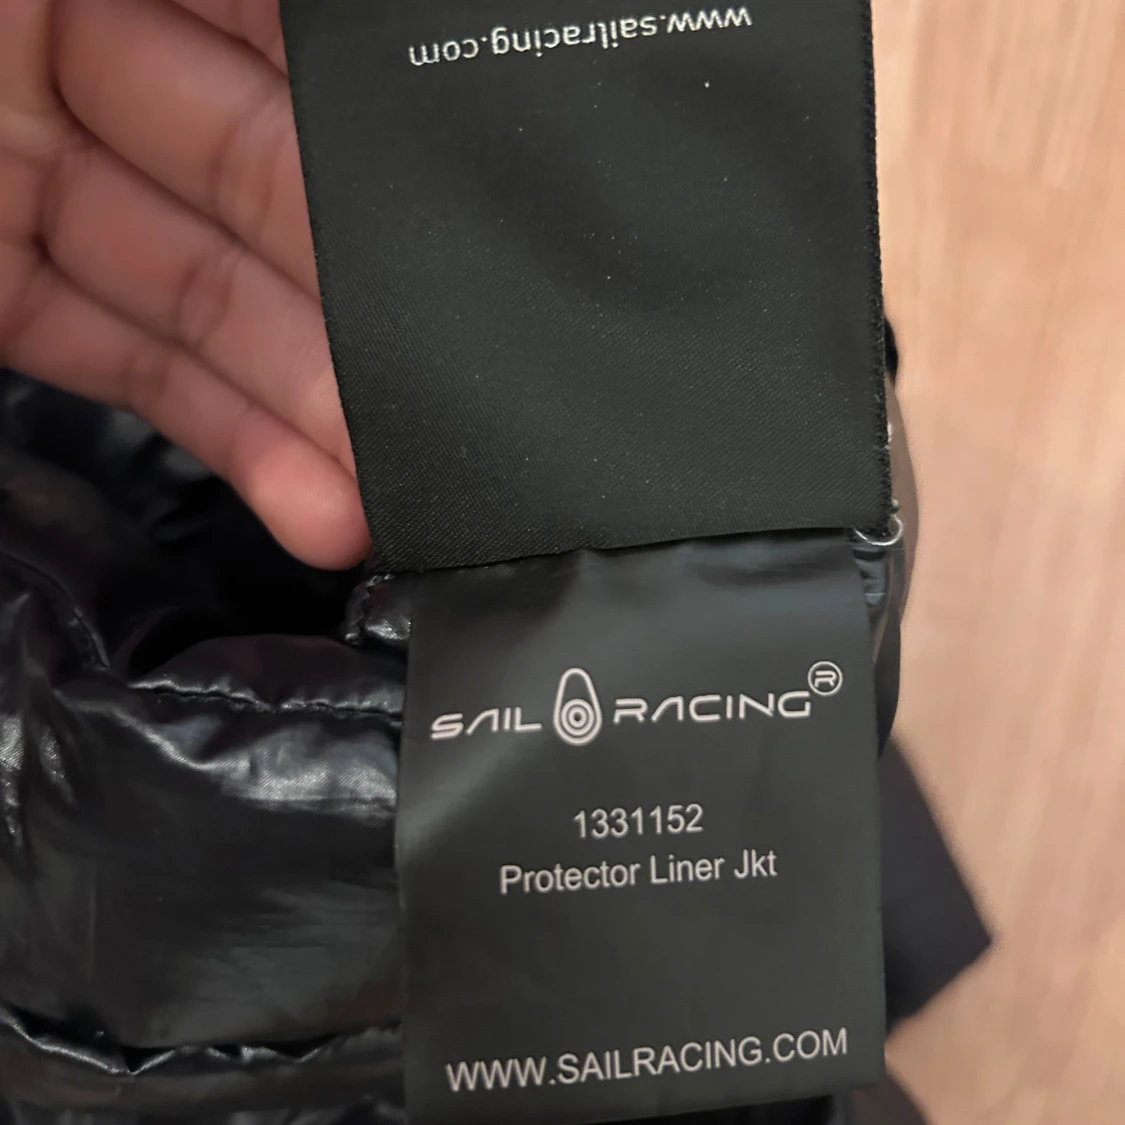 www.sailracing.com
SAIL RACING®
1331152
Protector Liner Jkt
WWW.SAILRACING.COM